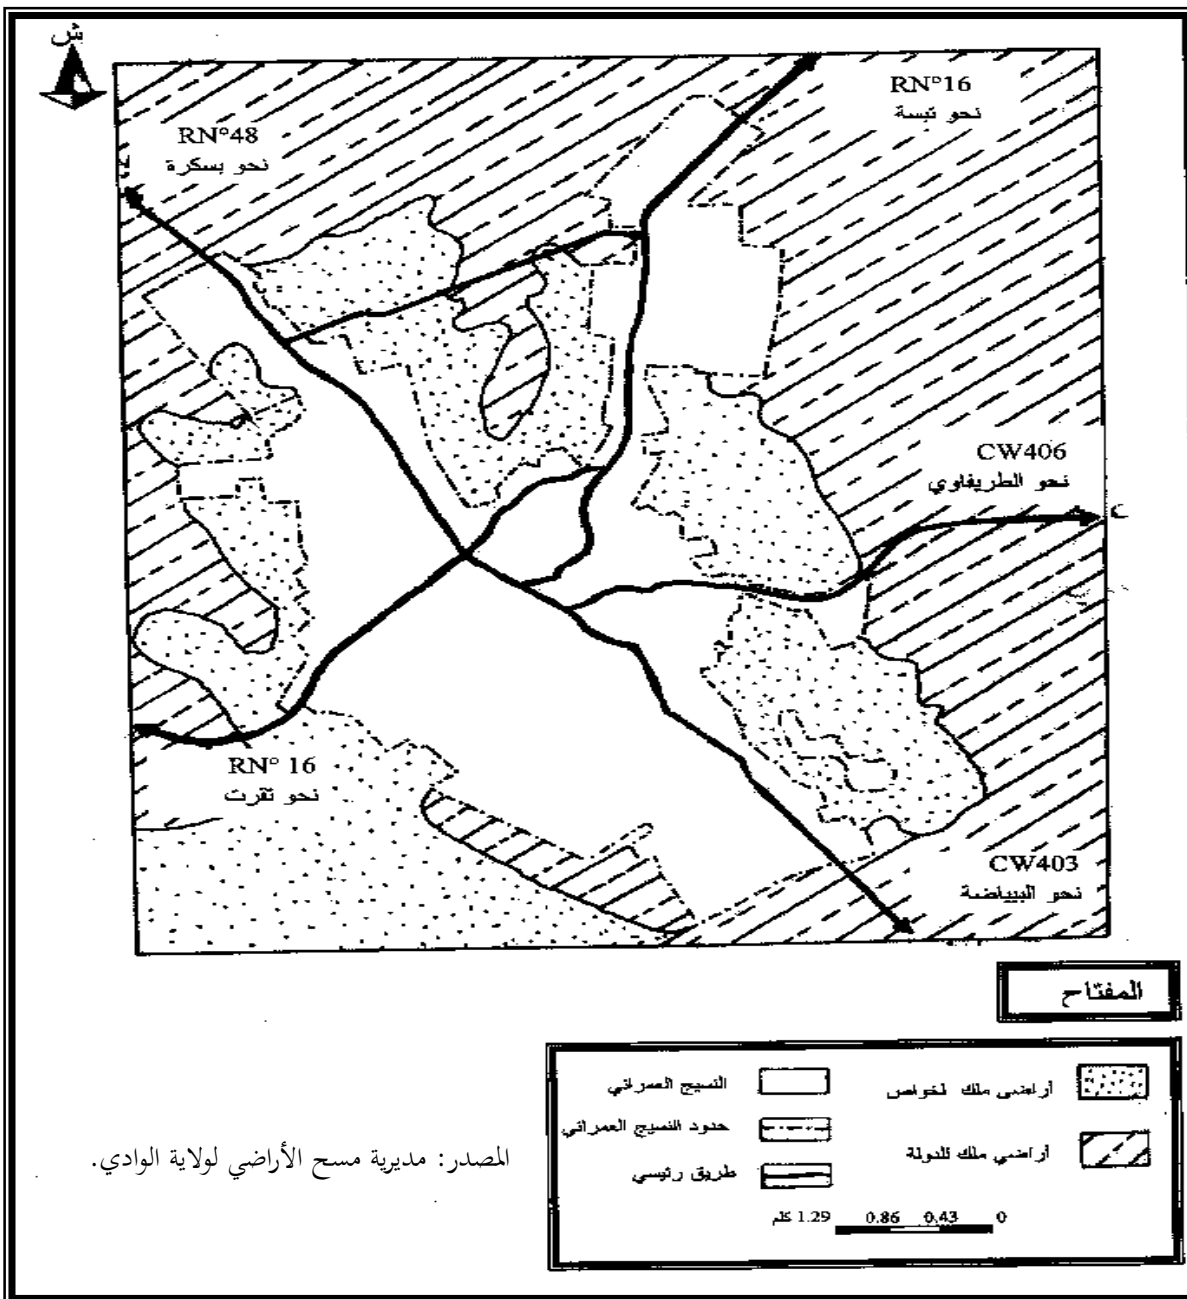 ش
RN°16
نحو تبسة
RN°48
نحو بسكرة
CW406
نحو الطريفاوي
RN° 16
نحو تقرت
CW403
نحو البياضة
المفتاح
أراضي ملك لخواص
أراضي ملك للدولة
النسيج العمراني
حدود النسيج العمراني
طريق رئيسي
0 0.43 0.86 1.29 كلم
المصدر: مديرية مسح الأراضي لولاية الوادي.